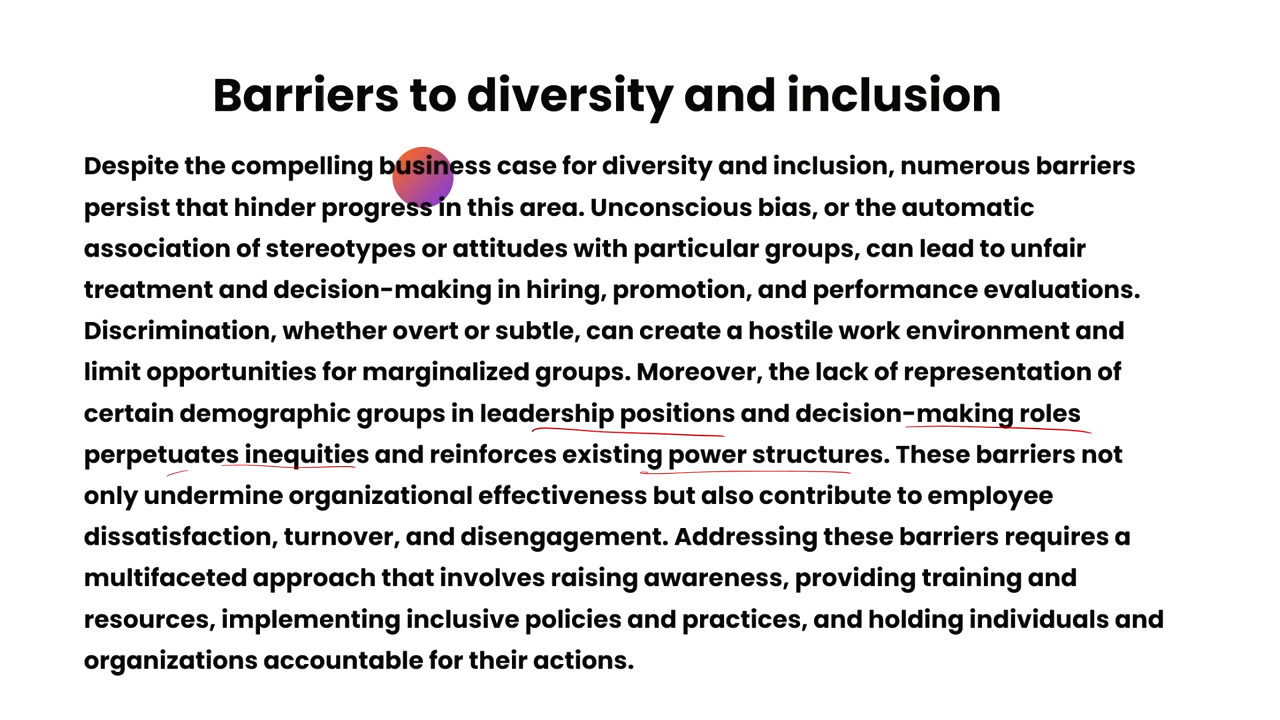 Barriers to diversity and inclusion
Despite the compelling business case for diversity and inclusion, numerous barriers
persist that hinder progress in this area. Unconscious bias, or the automatic
association of stereotypes or attitudes with particular groups, can lead to unfair
treatment and decision-making in hiring, promotion, and performance evaluations.
Discrimination, whether overt or subtle, can create a hostile work environment and
limit opportunities for marginalized groups. Moreover, the lack of representation of
certain demographic groups in leadership positions and decision-making roles
perpetuates inequities and reinforces existing power structures. These barriers not
only undermine organizational effectiveness but also contribute to employee
dissatisfaction, turnover, and disengagement. Addressing these barriers requires a
multifaceted approach that involves raising awareness, providing training and
resources, implementing inclusive policies and practices, and holding individuals and
organizations accountable for their actions.